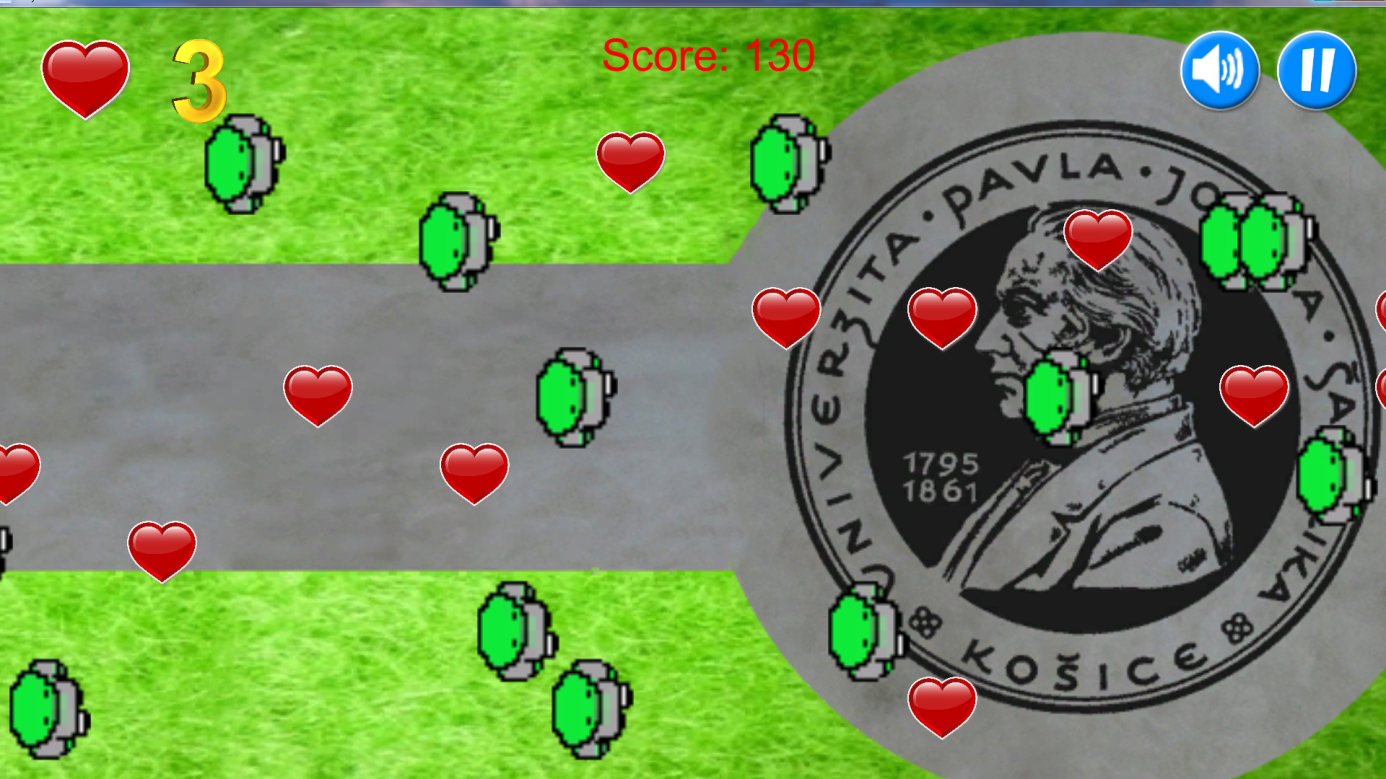 3
Score: 130
UNIVERZITA · PAVLA · JO A · ŠA IKA
1795
1861
KOŠICE